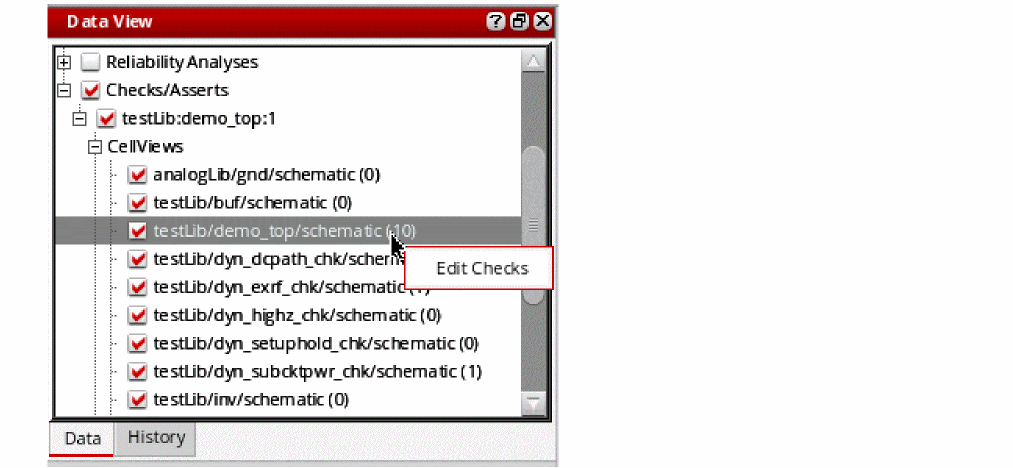 Data View
Reliability Analyses
Checks/Asserts
testLib:demo_top:1
CellViews
analogLib/gnd/schematic (0)
testLib/buf/schematic (0)
testLib/demo_top/schematic (10)
testLib/dyn_dcpath_chk/schem
Edit Checks
testLib/dyn_exrf_chk/schematic (1)
testLib/dyn_highz_chk/schematic (0)
testLib/dyn_setuphold_chk/schematic (0)
testLib/dyn_subcktpwr_chk/schematic (1)
testLib/inv/schematic (0)
Data History